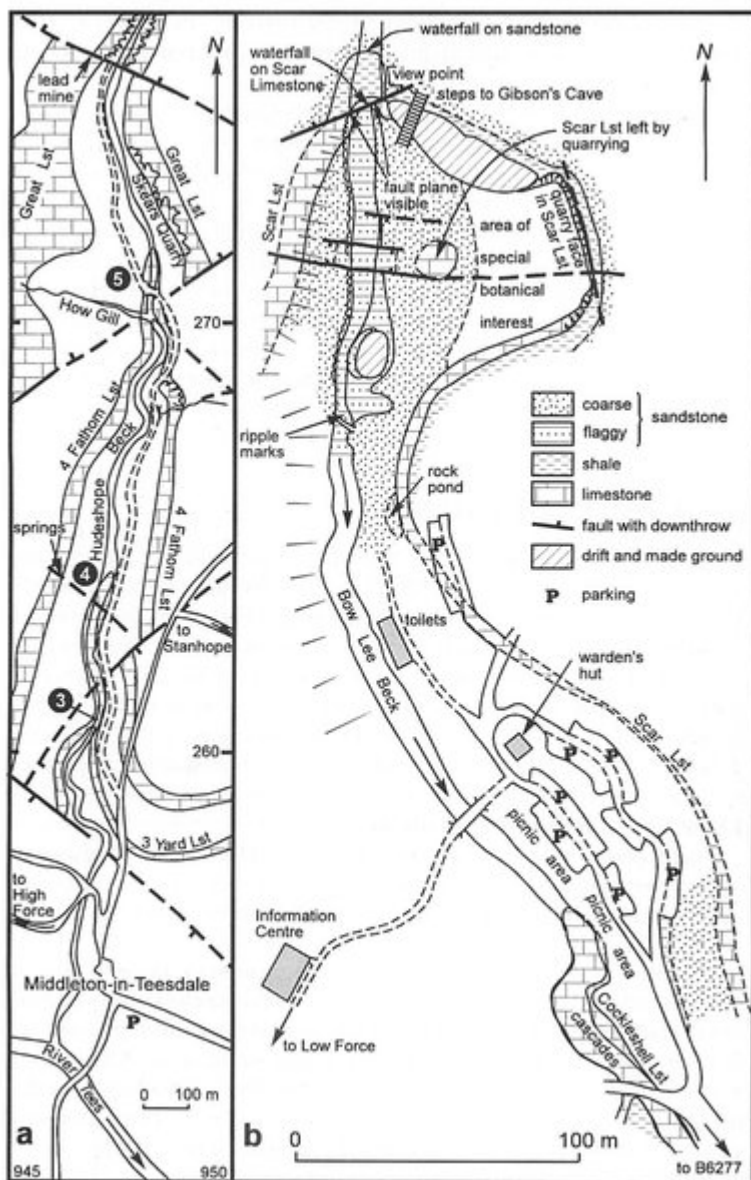 N
lead
mine
Great Lst
Great Lst
Skears Quarry
5
How Gill
270
4 Fathom Lst
Hudeshope Beck
springs
4
4 Fathom Lst
to
Stanhope
3
260
3 Yard Lst
to
High
Force
Middleton-in-Teesdale
P
River Tees
0 100 m
a
945 950
waterfall on sandstone
waterfall
on Scar
Limestone
view point
steps to Gibson's Cave
N
Scar Lst left by
quarrying
fault plane
visible
Scar Lst
quarry face
in Scar Lst
area of
special
botanical
interest
ripple
marks
rock
pond
coarse
flaggy
sandstone
shale
limestone
fault with downthrow
drift and made ground
P parking
P
toilets
Bow Lee Beck
warden's
hut
Scar Lst
P
P
P
P
P
P
picnic
area
picnic
area
Information
Centre
to Low Force
Cockleshell Lst
cascades
b
0 100 m
to B6277